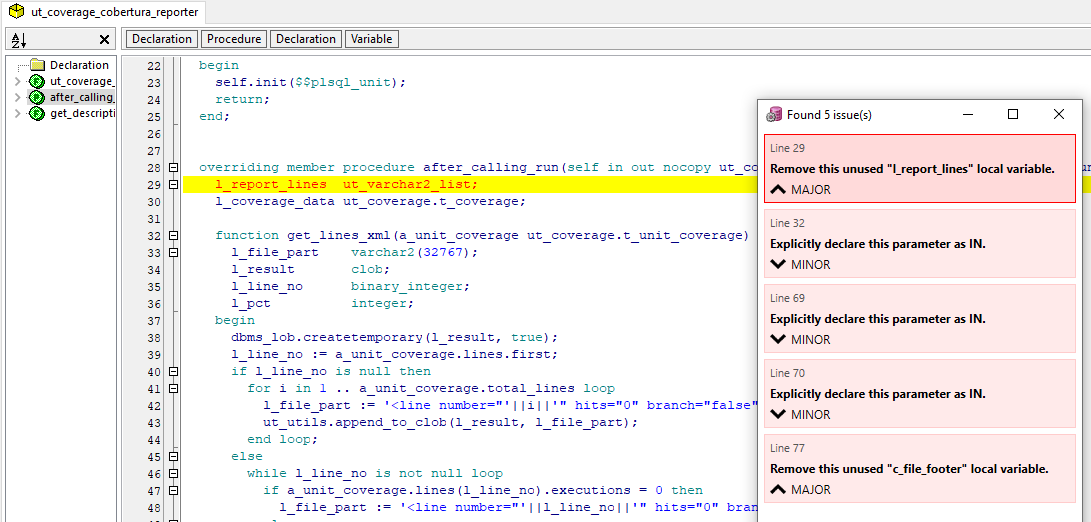 ut_coverage_cobertura_reporter
Declaration Procedure Declaration Variable
Declaration
ut_coverage_
after_calling_
get_descripti
22 begin
23 self.init($$plsql_unit);
24 return;
25 end;
26
27
28 overriding member procedure after_calling_run(self in out nocopy ut_co
29 l_report_lines ut_varchar2_list;
30 l_coverage_data ut_coverage.t_coverage;
31
32 function get_lines_xml(a_unit_coverage ut_coverage.t_unit_coverage)
33 l_file_part varchar2(32767);
34 l_result clob;
35 l_line_no binary_integer;
36 l_pct integer;
37 begin
38 dbms_lob.createtemporary(l_result, true);
39 l_line_no := a_unit_coverage.lines.first;
40 if l_line_no is null then
41 for i in 1 .. a_unit_coverage.total_lines loop
42 l_file_part := '<line number="'||i||'" hits="0" branch="false"
43 ut_utils.append_to_clob(l_result, l_file_part);
44 end loop;
45 else
46 while l_line_no is not null loop
47 if a_unit_coverage.lines(l_line_no).executions = 0 then
48 l_file_part := '<line number="'||l_line_no||'" hits="0" bran
Found 5 issue(s)
Line 29
Remove this unused "l_report_lines" local variable.
MAJOR
Line 32
Explicitly declare this parameter as IN.
MINOR
Line 69
Explicitly declare this parameter as IN.
MINOR
Line 70
Explicitly declare this parameter as IN.
MINOR
Line 77
Remove this unused "c_file_footer" local variable.
MAJOR